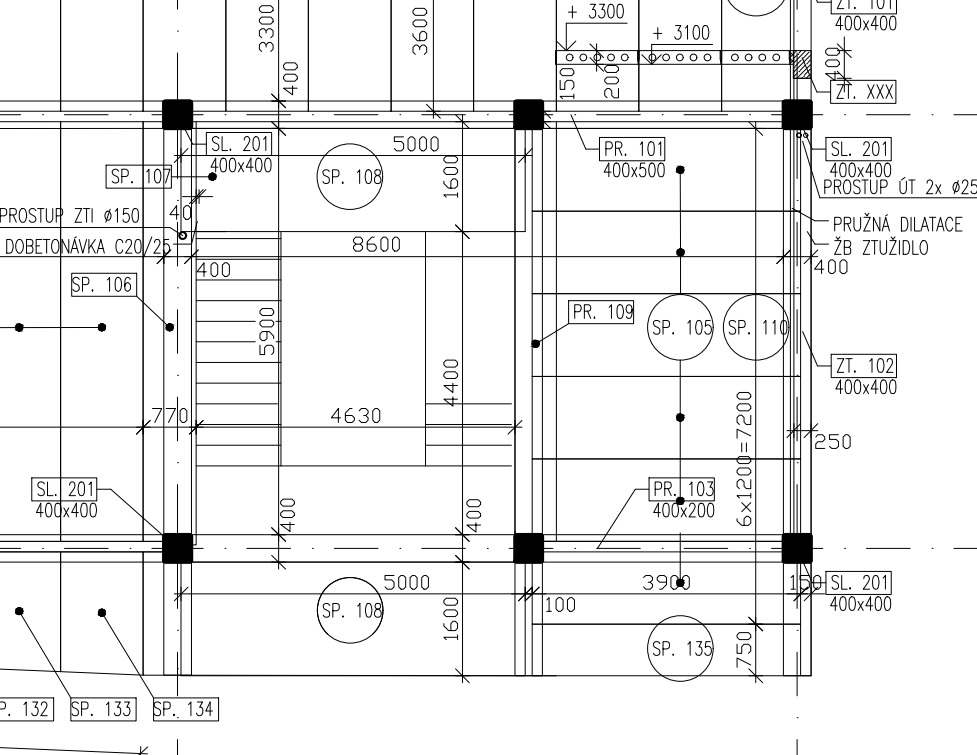 ZT. 101
400x400
+ 3300
+ 3100
3300
3600
400
150
200
400
ZT. XXX
SL. 201
400x400
5000
PR. 101
400x500
SL. 201
400x400
SP. 107
SP. 108
1600
PROSTUP ÚT 2x ø25
PROSTUP ZTI ø150
40
PRUŽNÁ DILATACE
DOBETONÁVKA C20/25
8600
ŽB ZTUŽIDLO
400
400
SP. 106
PR. 109
5900
SP. 105
SP. 110
ZT. 102
400x400
4400
770
4630
6x1200=7200
250
SL. 201
400x400
PR. 103
400x200
400
400
5000
3900
150
SL. 201
400x400
100
SP. 108
1600
SP. 135
750
P. 132
SP. 133
SP. 134